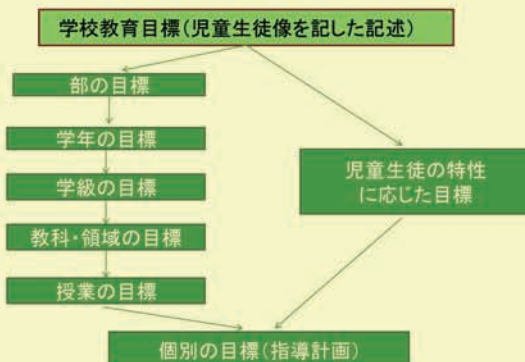 学校教育目標(児童生徒像を記した記述)
部の目標
学年の目標
学級の目標
教科・領域の目標
授業の目標
児童生徒の特性
に応じた目標
個別の目標(指導計画)